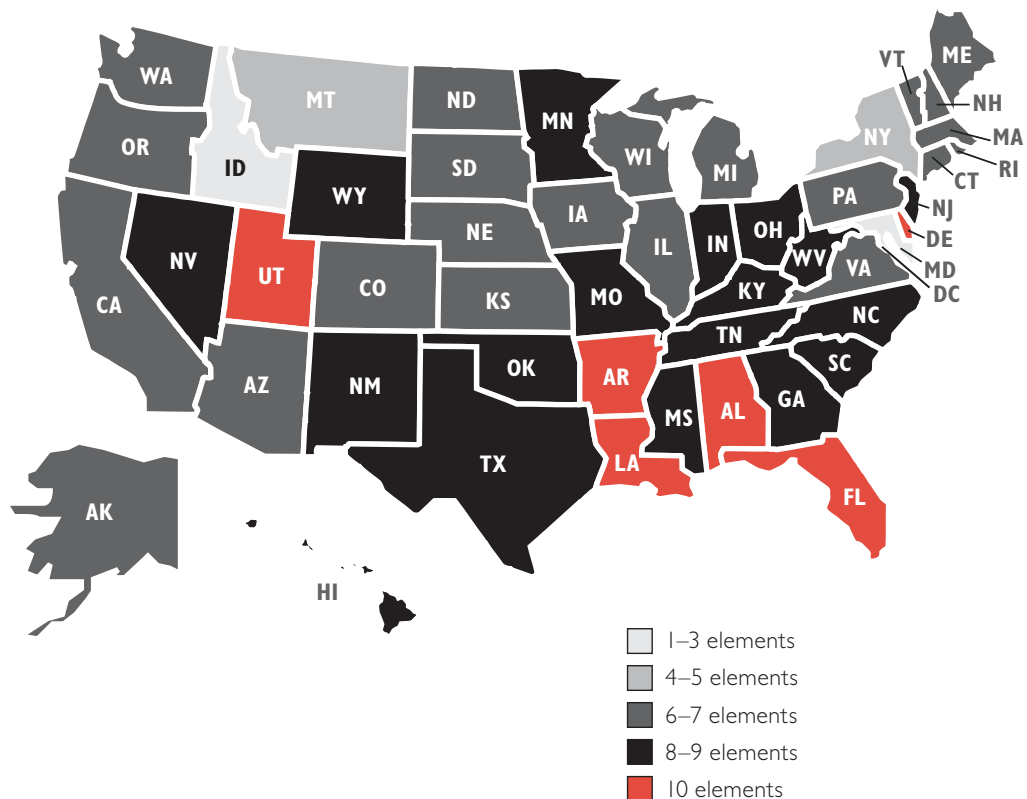 WA
MT
ND
MN
VT
ME
OR
ID
SD
WI
MI
NY
NH
MA
RI
CT
WY
NE
IA
PA
NJ
DE
MD
DC
NV
UT
CO
KS
IL
IN
OH
WV
VA
CA
MO
KY
NC
AZ
NM
OK
AR
TN
SC
TX
LA
MS
AL
GA
FL
AK
HI
1–3 elements
4–5 elements
6–7 elements
8–9 elements
10 elements